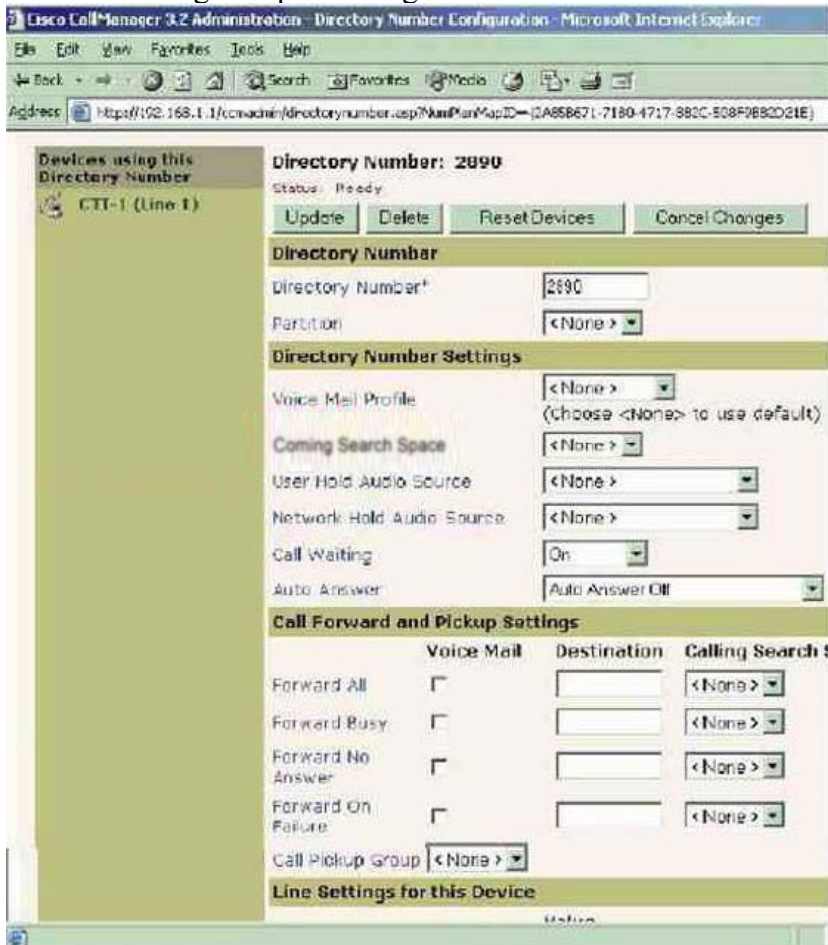 Cisco CallManager 3.2 Administration - Directory Number Configuration - Microsoft Internet Explorer
File Edit View Favorites Tools Help
Back Search Favorites Media
Address
Devices using this Directory Number
CTI-1 (Line 1)
Directory Number: 2890
Status: Ready
Update Delete Reset Devices Cancel Changes
Directory Number
Directory Number* 2890
Partition < None >
Directory Number Settings
Voice Mail Profile < None >
(Choose <None> to use default)
Coming Search Space < None >
User Hold Audio Source < None >
Network Hold Audio Source < None >
Call Waiting On
Auto Answer Auto Answer Off
Call Forward and Pickup Settings
Voice Mail Destination Calling Search S
Forward All < None >
Forward Busy < None >
Forward No Answer < None >
Forward On Failure < None >
Call Pickup Group < None >
Line Settings for this Device